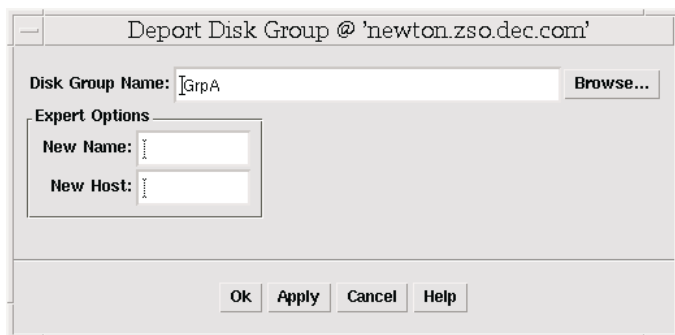 Deport Disk Group @ 'newton.zso.dec.com'
Disk Group Name: GrpA
Browse...
Expert Options
New Name:
New Host:
Ok Apply Cancel Help